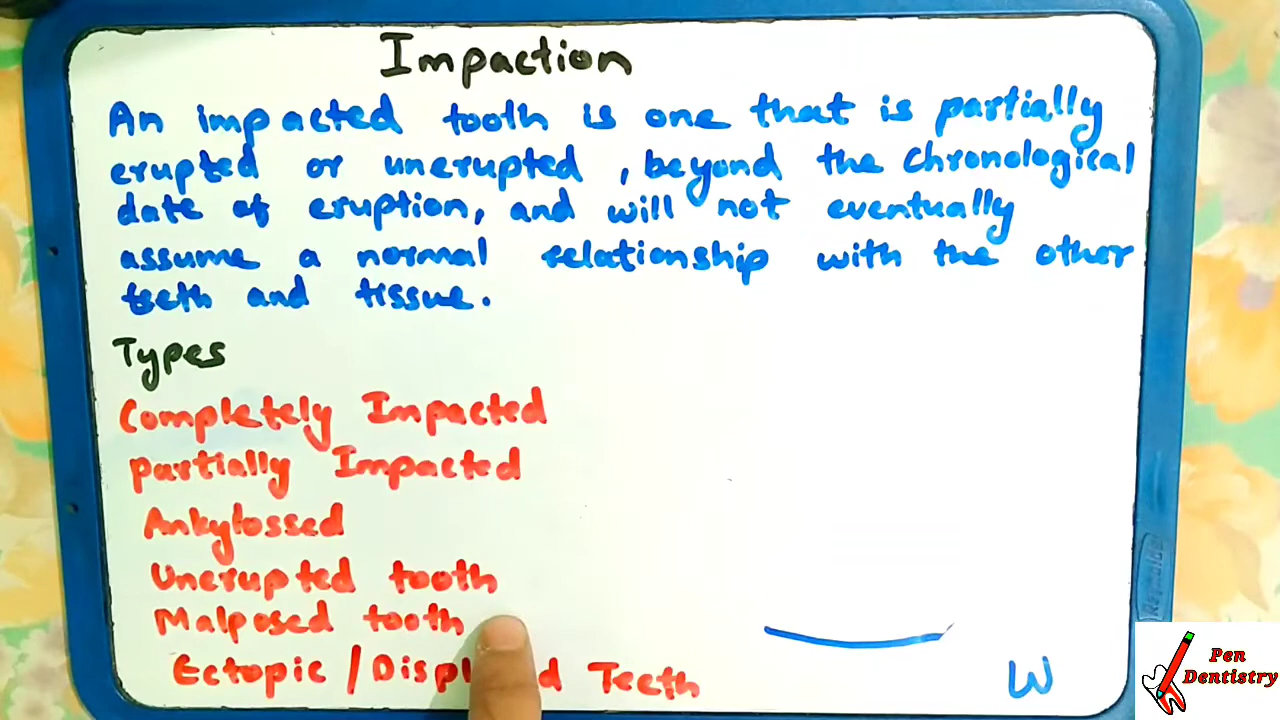 Impaction
An impacted tooth is one that is partially
erupted or unerupted, beyond the chronological
date of eruption, and will not eventually
assume a normal relationship with the other
teeth and tissue.
Types
Completely Impacted
Partially Impacted
Ankylossed
Unerupted tooth
Malposed tooth
Ectopic / Teeth
W
Pen
Dentistry